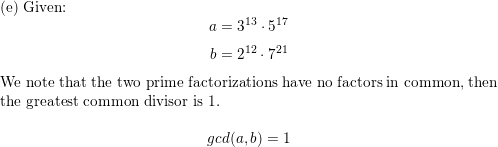 (e) Given:
a = 3^13 · 5^17
b = 2^12 · 7^21
We note that the two prime factorizations have no factors in common, then
the greatest common divisor is 1.
gcd(a, b) = 1